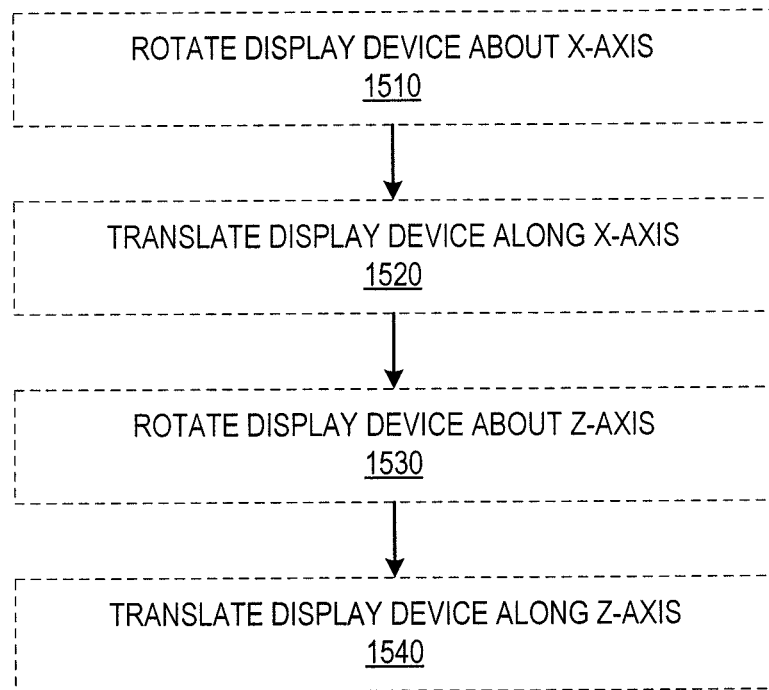 ROTATE DISPLAY DEVICE ABOUT X-AXIS
1510
TRANSLATE DISPLAY DEVICE ALONG X-AXIS
1520
ROTATE DISPLAY DEVICE ABOUT Z-AXIS
1530
TRANSLATE DISPLAY DEVICE ALONG Z-AXIS
1540